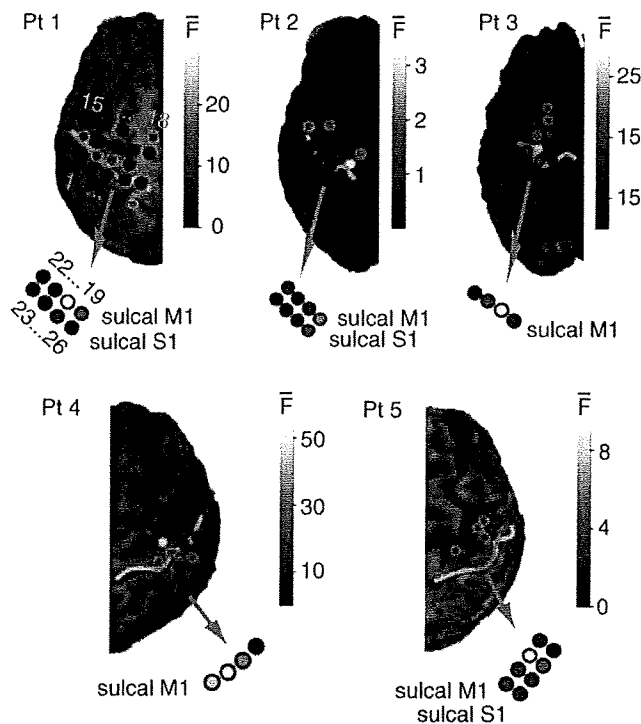 Pt 1
F̅
15
18
20
10
0
22...19
23...26
sulcal M1
sulcal S1
Pt 2
F̅
3
2
1
sulcal M1
sulcal S1
Pt 3
F̅
25
15
15
sulcal M1
Pt 4
F̅
50
30
10
sulcal M1
Pt 5
F̅
8
4
0
sulcal M1
sulcal S1